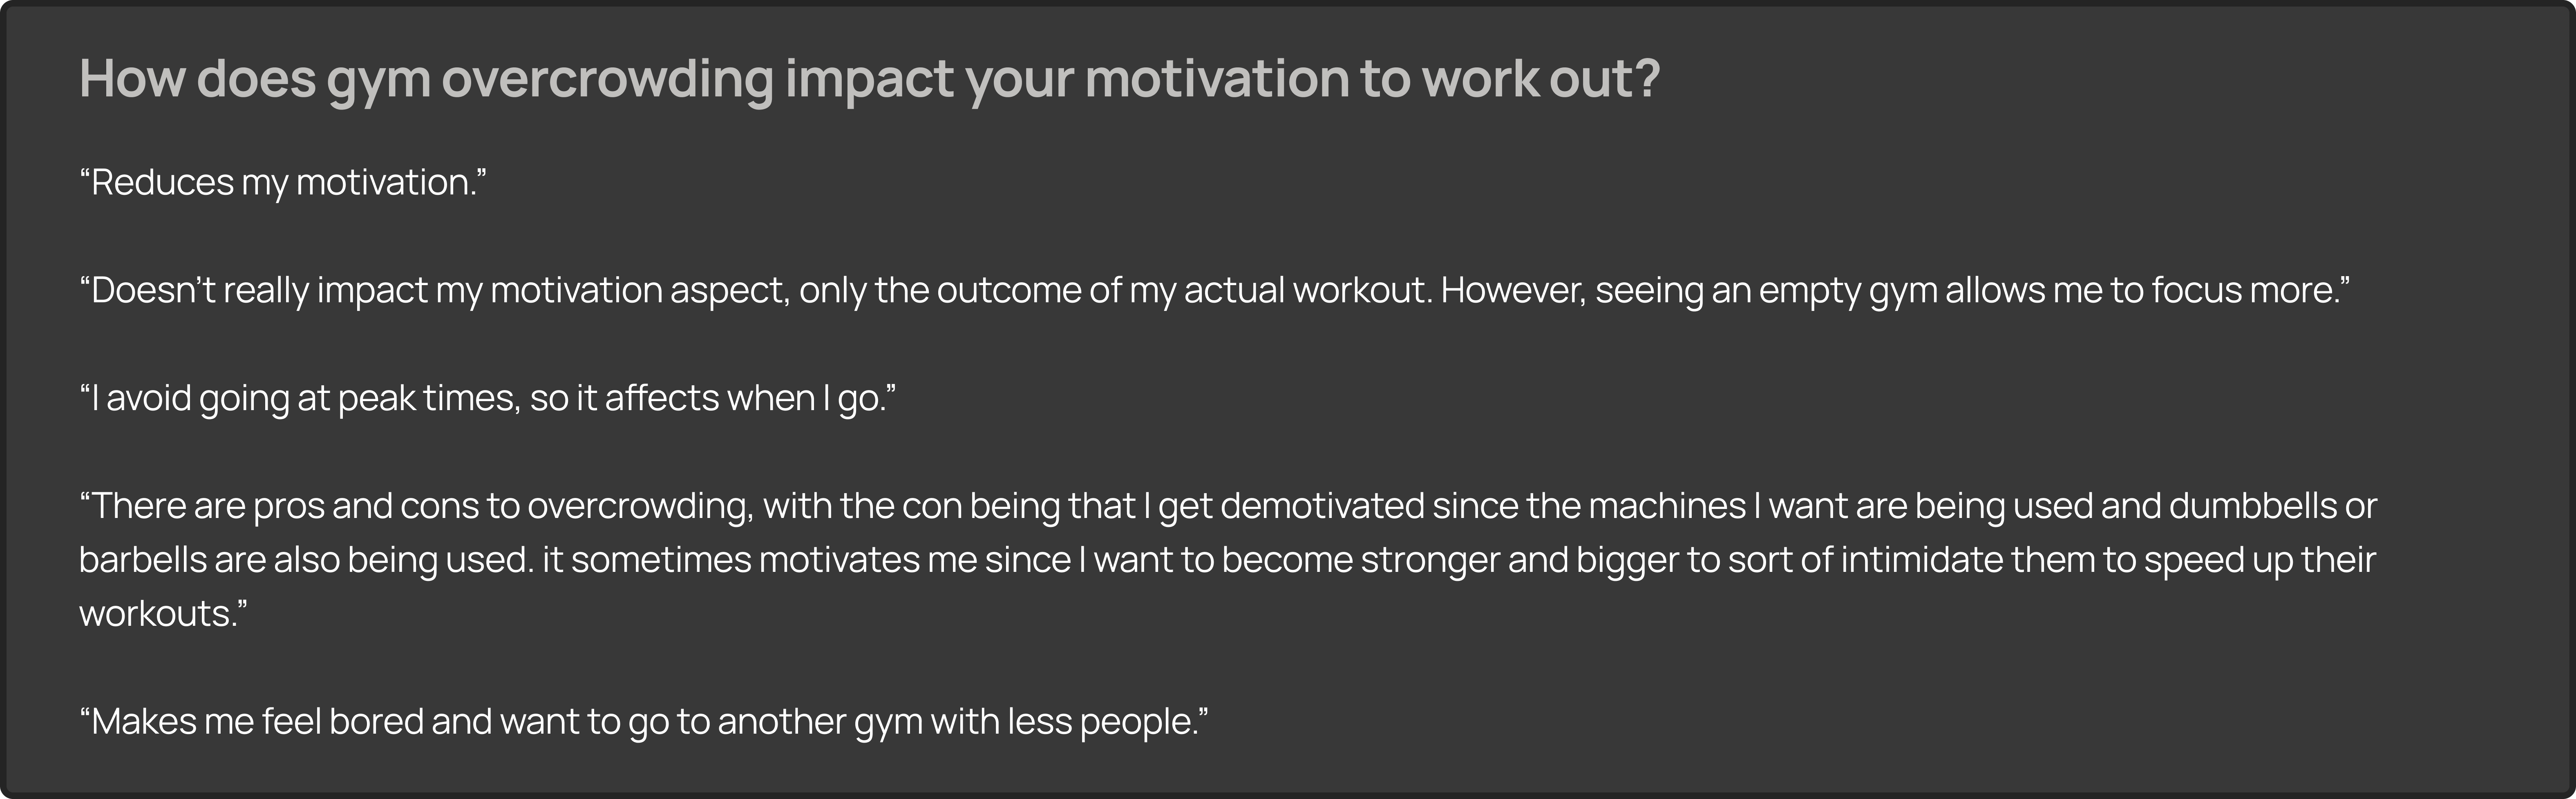 How does gym overcrowding impact your motivation to work out?
“Reduces my motivation.”
“Doesn’t really impact my motivation aspect, only the outcome of my actual workout. However, seeing an empty gym allows me to focus more.”
“I avoid going at peak times, so it affects when I go.”
“There are pros and cons to overcrowding, with the con being that I get demotivated since the machines I want are being used and dumbbells or
barbells are also being used. it sometimes motivates me since I want to become stronger and bigger to sort of intimidate them to speed up their
workouts.”
“Makes me feel bored and want to go to another gym with less people.”